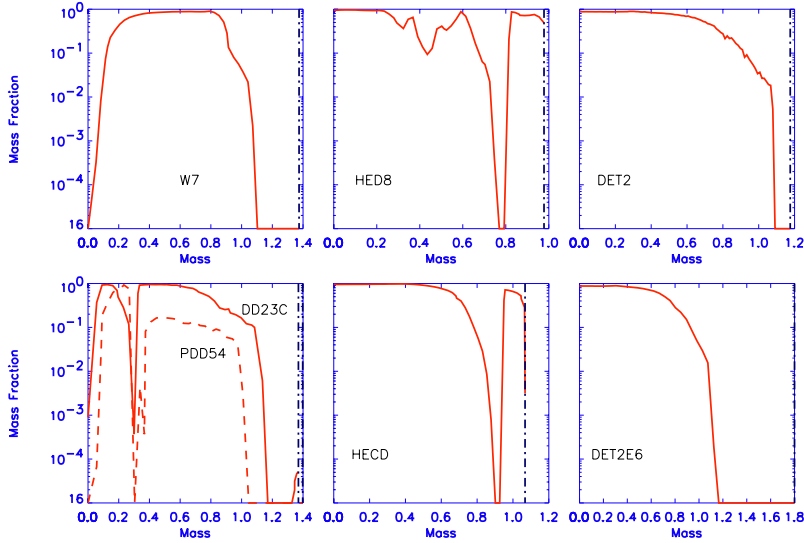 10^0
10^-1
10^-2
10^-3
10^-4
16
Mass Fraction
W7
0.0 0.2 0.4 0.6 0.8 1.0 1.2 1.4
Mass
HED8
0.0 0.2 0.4 0.6 0.8 1.0
Mass
DET2
0.0 0.2 0.4 0.6 0.8 1.0 1.2
Mass
10^0
10^-1
10^-2
10^-3
10^-4
16
Mass Fraction
DD23C
PDD54
0.0 0.2 0.4 0.6 0.8 1.0 1.2 1.4
Mass
HECD
0.0 0.2 0.4 0.6 0.8 1.0 1.2
Mass
DET2E6
0.0 0.2 0.4 0.6 0.8 1.0 1.2 1.4 1.6 1.8
Mass